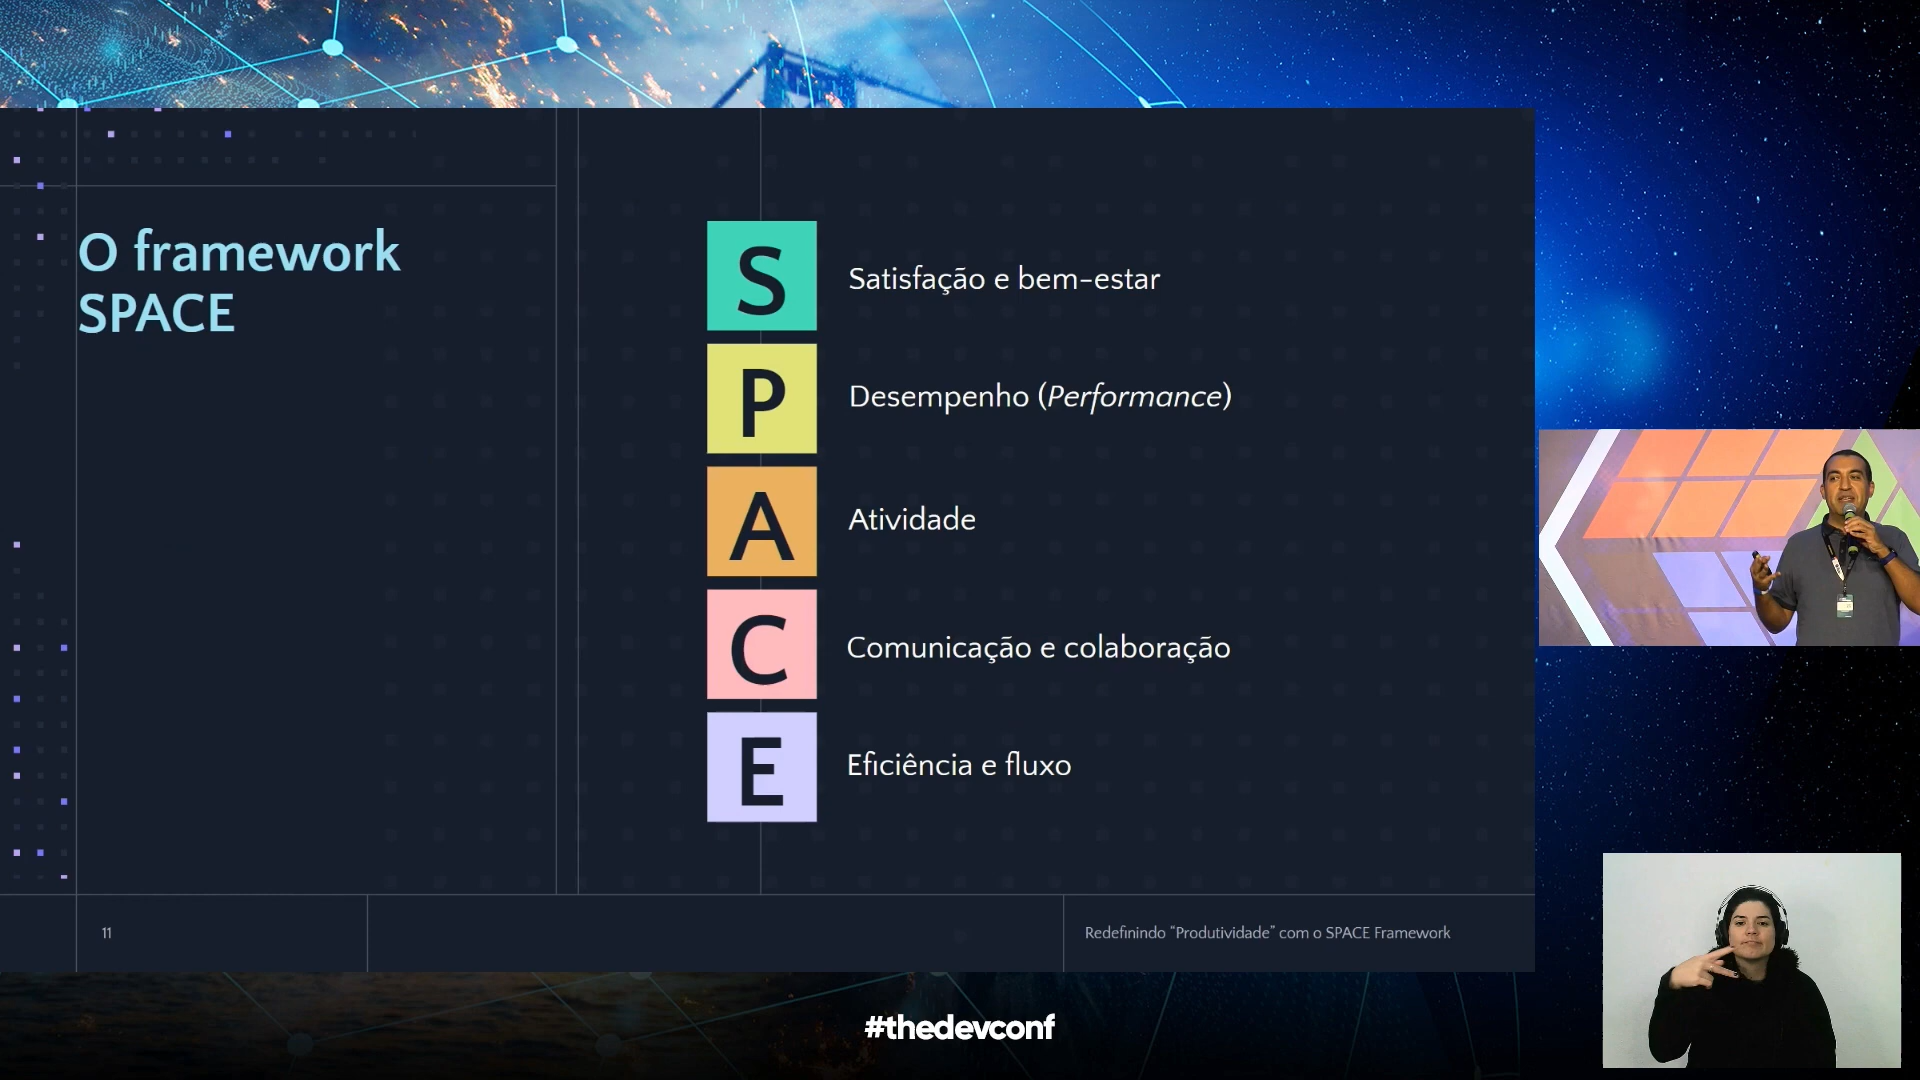 O framework
SPACE
S
Satisfação e bem-estar
P
Desempenho (Performance)
A
Atividade
C
Comunicação e colaboração
E
Eficiência e fluxo
11
Redefinindo “Produtividade” com o SPACE Framework
#thedevconf